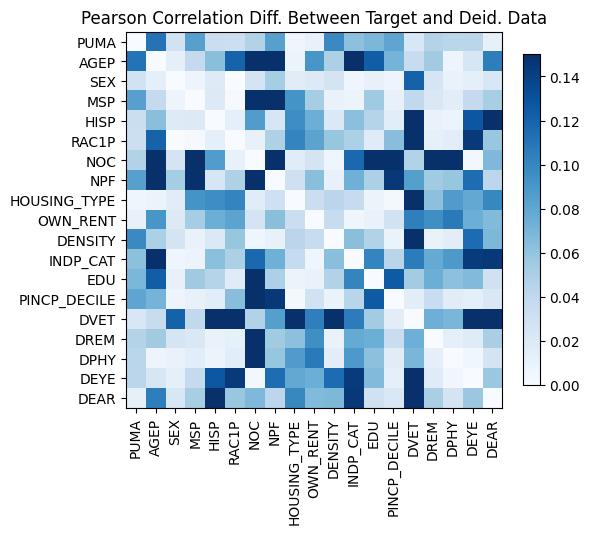 Pearson Correlation Diff. Between Target and Deid. Data
PUMA
AGEP
SEX
MSP
HISP
RAC1P
NOC
NPF
HOUSING_TYPE
OWN_RENT
DENSITY
INDP_CAT
EDU
PINCP_DECILE
DVET
DREM
DPHY
DEYE
DEAR
PUMA
AGEP
SEX
MSP
HISP
RAC1P
NOC
NPF
HOUSING_TYPE
OWN_RENT
DENSITY
INDP_CAT
EDU
PINCP_DECILE
DVET
DREM
DPHY
DEYE
DEAR
0.14
0.12
0.10
0.08
0.06
0.04
0.02
0.00